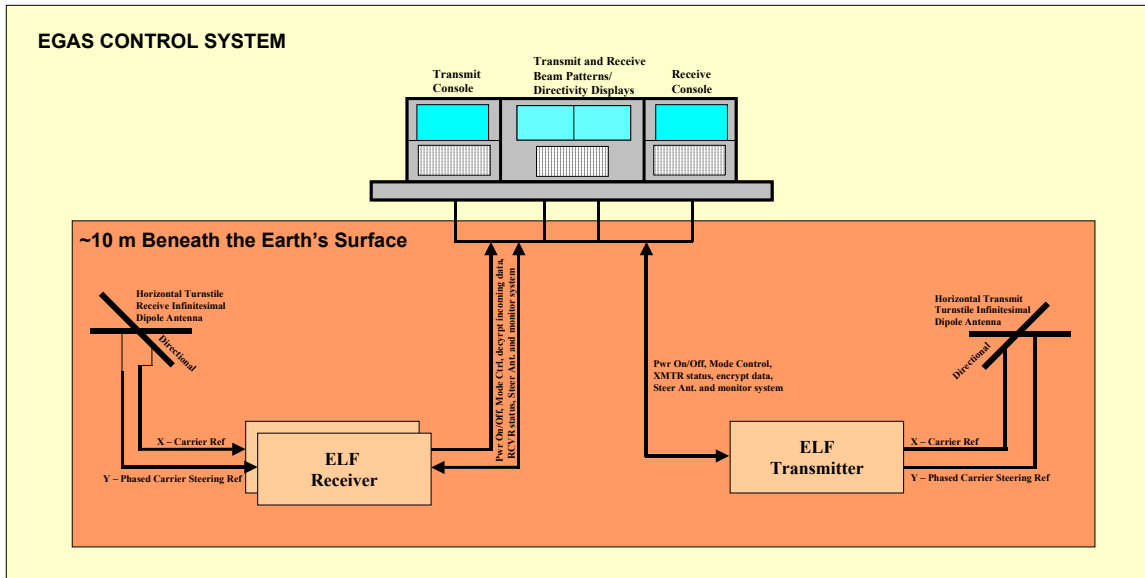 EGAS CONTROL SYSTEM
Transmit
Console
Transmit and Receive
Beam Patterns/
Directivity Displays
Receive
Console
~10 m Beneath the Earth's Surface
Horizontal Turnstile
Receive Infinitesimal
Dipole Antenna
Directional
X – Carrier Ref
Y – Phased Carrier Steering Ref
ELF
Receiver
Pwr On/Off, Mode Ctrl, decyrpt incoming data,
RCVR status, Steer Ant. and monitor system
Pwr On/Off, Mode Control,
XMTR status, encrypt data,
Steer Ant. and monitor system
Horizontal Transmit
Turnstile Infinitesimal
Dipole Antenna
Directional
ELF
Transmitter
X – Carrier Ref
Y – Phased Carrier Steering Ref